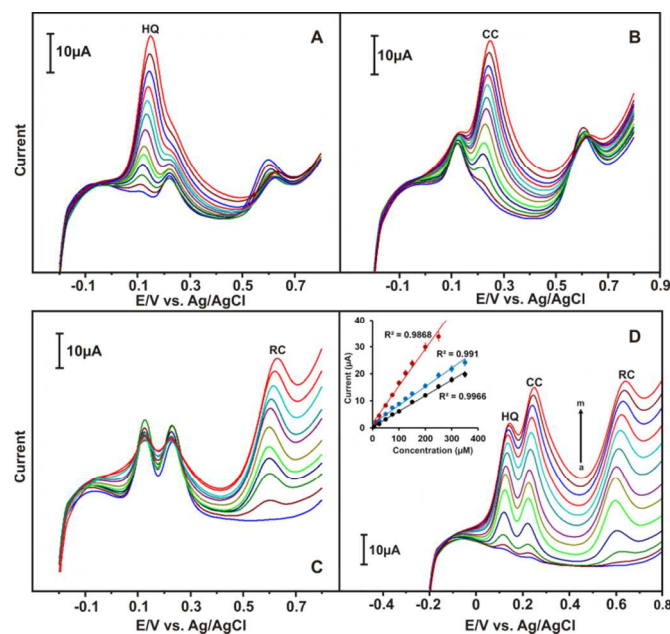 HQ
A
10µA
Current
-0.1 0.1 0.3 0.5 0.7
E/V vs. Ag/AgCl
CC
B
10µA
-0.1 0.1 0.3 0.5 0.7 0.9
E/V vs. Ag/AgCl
RC
10µA
Current
C
-0.1 0.1 0.3 0.5 0.7
E/V vs. Ag/AgCl
D
40
30
20
10
0
Current (µA)
R² = 0.9868
R² = 0.991
R² = 0.9966
0 50 100 150 200 250 300 350 400
Concentration (µM)
HQ
CC
RC
m
a
10µA
-0.4 -0.2 0 0.2 0.4 0.6 0.8
E/V vs. Ag/AgCl